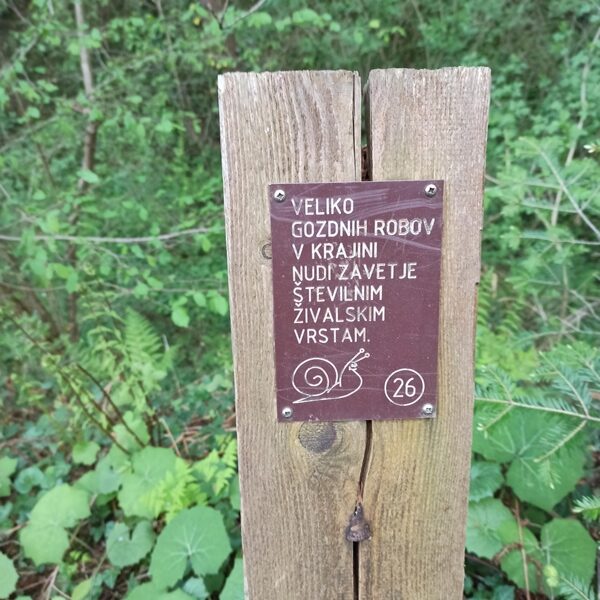 VELIKO
GOZDNIH ROBOV
V KRAJINI
NUDI ZAVETJE
ŠTEVILNIM
ŽIVALSKIM
VRSTAM.
26